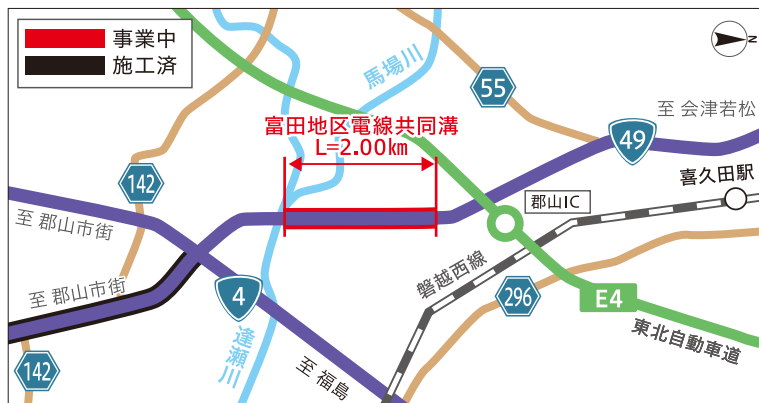 事業中
施工済
馬場川
55
N
至 会津若松
富田地区電線共同溝
L=2.00km
49
142
喜久田駅
郡山IC
至 郡山市街
磐越西線
至 郡山市街
4
296
E4
逢瀬川
東北自動車道
142
至 福島